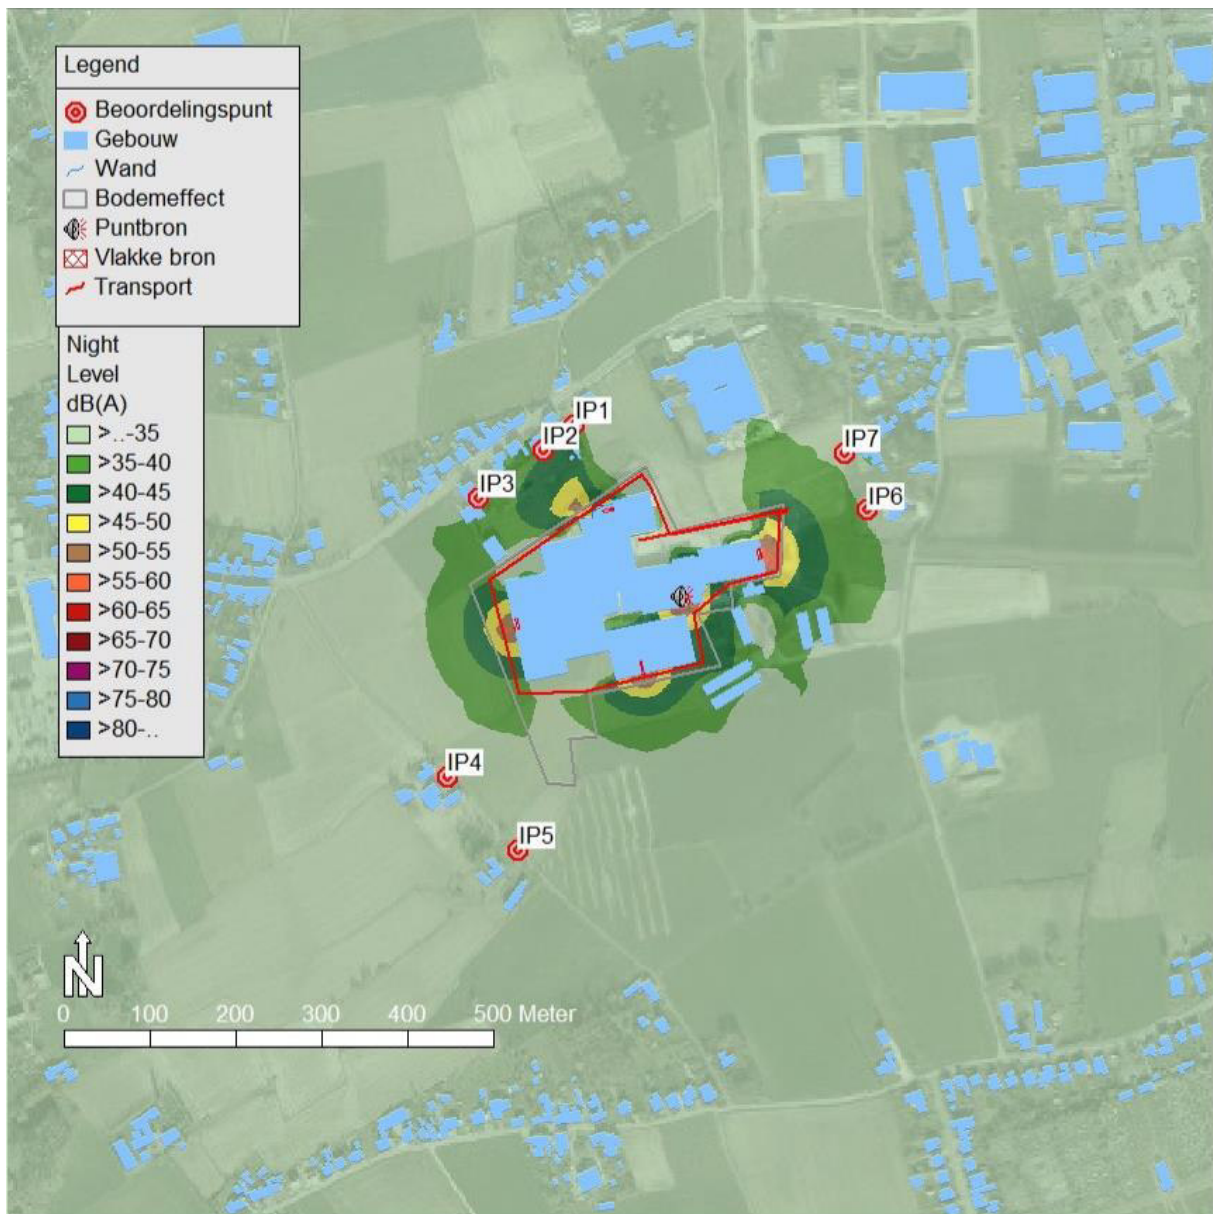 Legend
Beoordelingspunt
Gebouw
Wand
Bodemeffect
Puntbron
Vlakke bron
Transport
Night
Level
dB(A)
>..-35
>35-40
>40-45
>45-50
>50-55
>55-60
>60-65
>65-70
>70-75
>75-80
>80-..
IP1
IP2
IP3
IP7
IP6
IP4
IP5
N
0 100 200 300 400 500 Meter